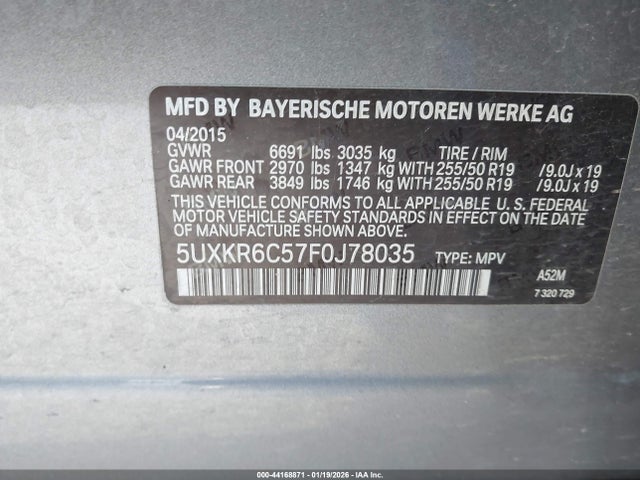 MFD BY BAYERISCHE MOTOREN WERKE AG
04/2015
GVWR 6691 lbs 3035 kg TIRE / RIM
GAWR FRONT 2970 lbs 1347 kg WITH 255/50 R19 /9.0J x 19
GAWR REAR 3849 lbs 1746 kg WITH 255/50 R19 /9.0J x 19
THIS VEHICLE CONFORMS TO ALL APPLICABLE U.S. FEDERAL
MOTOR VEHICLE SAFETY STANDARDS IN EFFECT ON THE DATE OF
MANUFACTURE SHOWN ABOVE.
5UXKR6C57F0J78035 TYPE: MPV
A52M
7 320 729
000-44168871 - 01/19/2026 - IAA Inc.